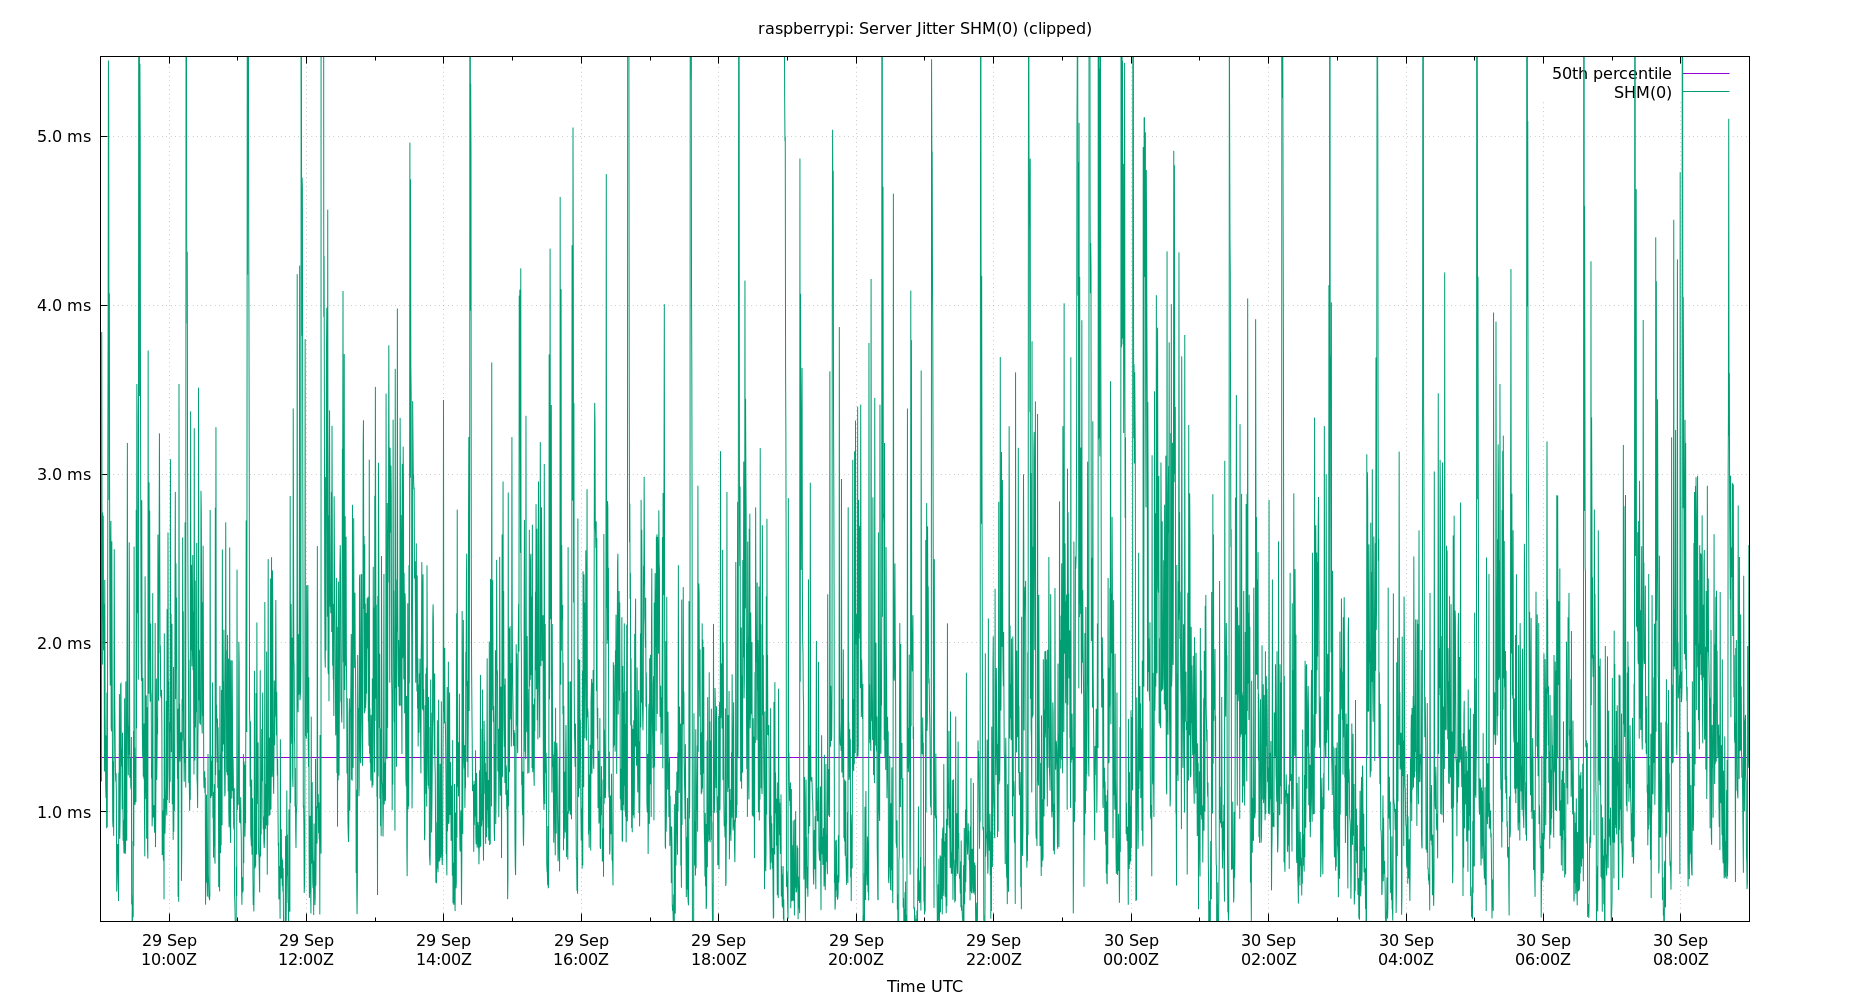 raspberrypi: Server Jitter SHM(0) (clipped)
50th percentile
SHM(0)
5.0 ms
4.0 ms
3.0 ms
2.0 ms
1.0 ms
29 Sep 29 Sep 29 Sep 29 Sep 29 Sep 29 Sep 29 Sep 30 Sep 30 Sep 30 Sep 30 Sep 30 Sep
10:00Z 12:00Z 14:00Z 16:00Z 18:00Z 20:00Z 22:00Z 00:00Z 02:00Z 04:00Z 06:00Z 08:00Z
Time UTC